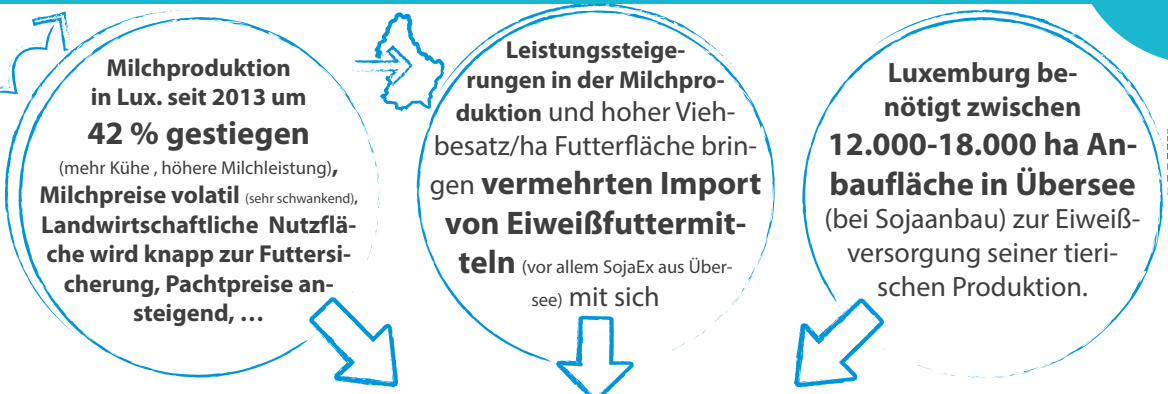 Milchproduktion
in Lux. seit 2013 um
42 % gestiegen
(mehr Kühe , höhere Milchleistung),
Milchpreise volatil (sehr schwankend),
Landwirtschaftliche Nutzflä-
che wird knapp zur Futtersi-
cherung, Pachtpreise an-
steigend, …
Leistungssteige-
rungen in der Milchpro-
duktion und hoher Vieh-
besatz/ha Futterfläche brin-
gen vermehrten Import
von Eiweißfuttermit-
teln (vor allem SojaEx aus Über-
see) mit sich
Luxemburg be-
nötigt zwischen
12.000-18.000 ha An-
baufläche in Übersee
(bei Sojaanbau) zur Eiweiß-
versorgung seiner tieri-
schen Produktion.